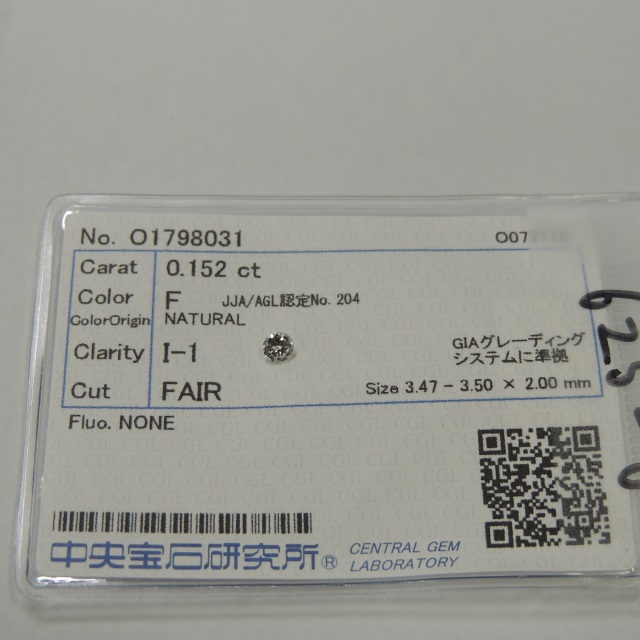 No. O1798031
Carat 0.152 ct
Color F JJA/AGL認定No. 204
ColorOrigin NATURAL
Clarity I-1
GIAグレーディング
システムに準拠
Cut FAIR Size 3.47 - 3.50 × 2.00 mm
Fluo. NONE
CENTRAL GEM
中央宝石研究所® LABORATORY